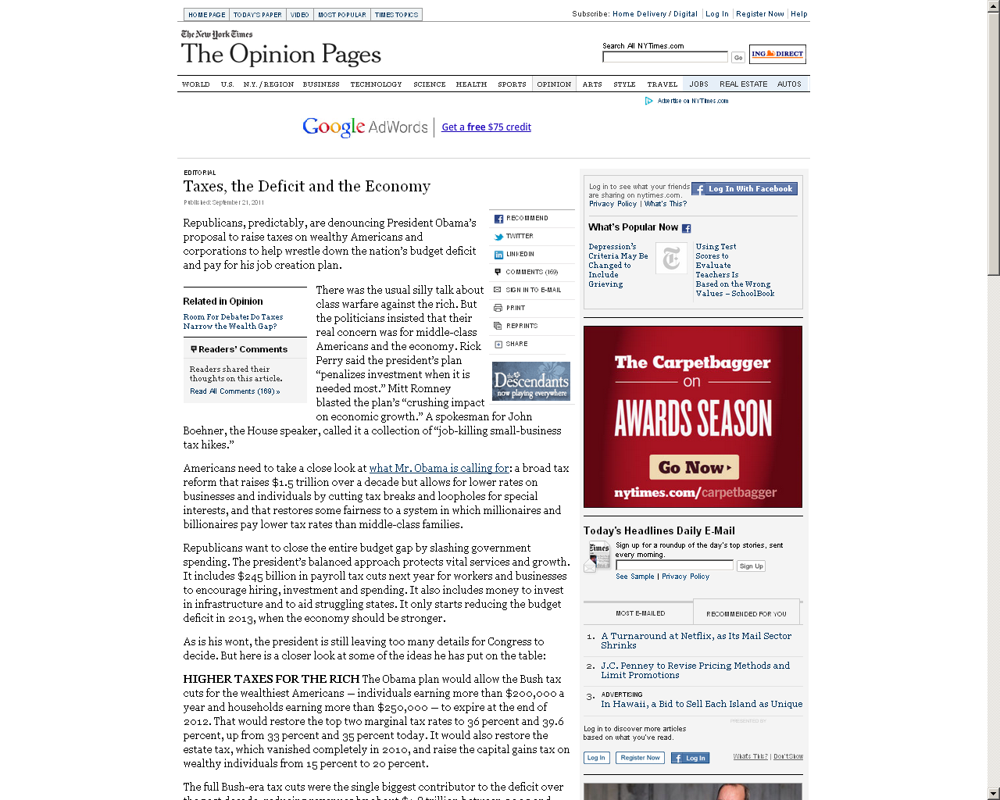 HOME PAGE TODAY'S PAPER VIDEO MOST POPULAR TIMES TOPICS
Subscribe: Home Delivery / Digital Log In Register Now Help
The New York Times
The Opinion Pages
Search All NYTimes.com
Go
ING DIRECT
WORLD U.S. N.Y. / REGION BUSINESS TECHNOLOGY SCIENCE HEALTH SPORTS OPINION ARTS STYLE TRAVEL JOBS REAL ESTATE AUTOS
Advertise on NYTimes.com
Google AdWords Get a free $75 credit
EDITORIAL
Taxes, the Deficit and the Economy
Published: September 21, 2011
Republicans, predictably, are denouncing President Obama's
proposal to raise taxes on wealthy Americans and
corporations to help wrestle down the nation's budget deficit
and pay for his job creation plan.
RECOMMEND
TWITTER
LINKEDIN
COMMENTS (169)
SIGN IN TO E-MAIL
PRINT
REPRINTS
SHARE
the Descendants
now playing everywhere
Related in Opinion
Room For Debate: Do Taxes
Narrow the Wealth Gap?
Readers' Comments
Readers shared their
thoughts on this article.
Read All Comments (169) »
There was the usual silly talk about
class warfare against the rich. But
the politicians insisted that their
real concern was for middle-class
Americans and the economy. Rick
Perry said the president's plan
"penalizes investment when it is
needed most." Mitt Romney
blasted the plan's "crushing impact
on economic growth." A spokesman for John
Boehner, the House speaker, called it a collection of "job-killing small-business
tax hikes."
Americans need to take a close look at what Mr. Obama is calling for: a broad tax
reform that raises $1.5 trillion over a decade but allows for lower rates on
businesses and individuals by cutting tax breaks and loopholes for special
interests, and that restores some fairness to a system in which millionaires and
billionaires pay lower tax rates than middle-class families.
Republicans want to close the entire budget gap by slashing government
spending. The president's balanced approach protects vital services and growth.
It includes $245 billion in payroll tax cuts next year for workers and businesses
to encourage hiring, investment and spending. It also includes money to invest
in infrastructure and to aid struggling states. It only starts reducing the budget
deficit in 2013, when the economy should be stronger.
As is his wont, the president is still leaving too many details for Congress to
decide. But here is a closer look at some of the ideas he has put on the table:
HIGHER TAXES FOR THE RICH The Obama plan would allow the Bush tax
cuts for the wealthiest Americans — individuals earning more than $200,000 a
year and households earning more than $250,000 — to expire at the end of
2012. That would restore the top two marginal tax rates to 36 percent and 39.6
percent, up from 33 percent and 35 percent today. It would also restore the
estate tax, which vanished completely in 2010, and raise the capital gains tax on
wealthy individuals from 15 percent to 20 percent.
The full Bush-era tax cuts were the single biggest contributor to the deficit over
Log in to see what your friends
are sharing on nytimes.com.
Privacy Policy | What's This?
Log In With Facebook
What's Popular Now
Depression's
Criteria May Be
Changed to
Include
Grieving
Using Test
Scores to
Evaluate
Teachers Is
Based on the Wrong
Values – SchoolBook
The Carpetbagger
on
AWARDS SEASON
Go Now
nytimes.com/carpetbagger
Today's Headlines Daily E-Mail
Times
Sign up for a roundup of the day's top stories, sent
every morning.
Sign Up
See Sample | Privacy Policy
MOST E-MAILED RECOMMENDED FOR YOU
1. A Turnaround at Netflix, as Its Mail Sector
Shrinks
2. J.C. Penney to Revise Pricing Methods and
Limit Promotions
3. ADVERTISING
In Hawaii, a Bid to Sell Each Island as Unique
PRESENTED BY
Log in to discover more articles
based on what you've read.
Log In Register Now Log In
What's This? | Don't Show